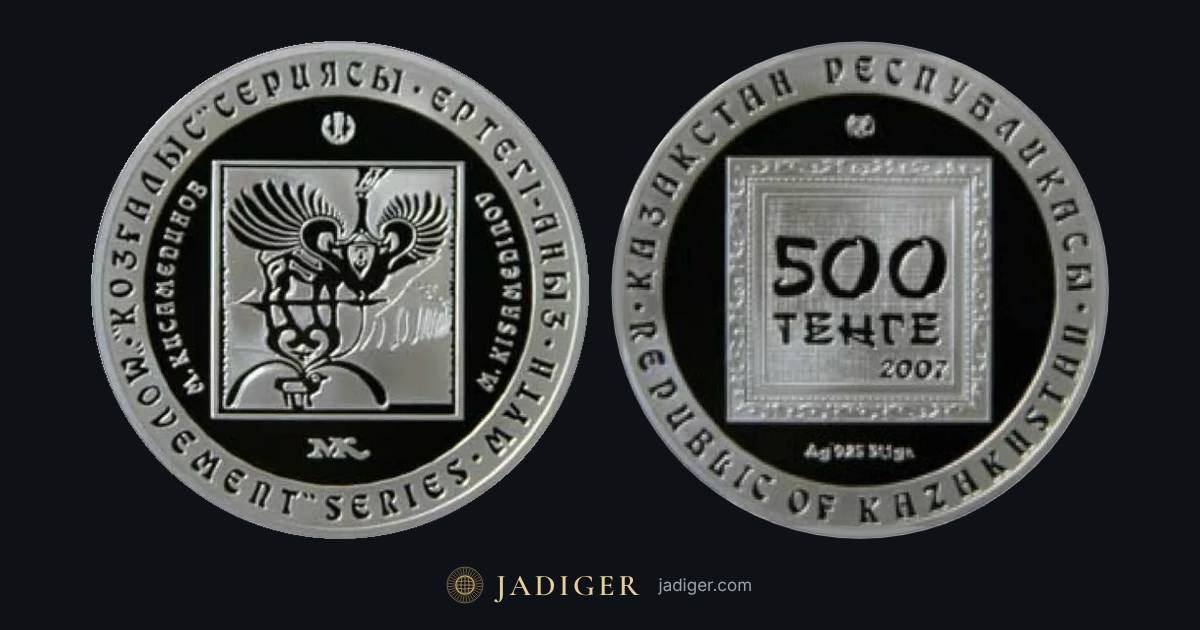 "ҚОЗҒАЛЫС" СЕРИЯСЫ · ЕРТЕГІ-АҢЫЗ · MYTH · "MOVEMENT" SERIES ·
М. КИСАМЕДИНОВ
M. KISAMEDINOV
MK
ҚАЗАҚСТАН РЕСПУБЛИКАСЫ · REPUBLIC OF KAZAKHSTAN ·
500
ТЕҢГЕ
2007
Ag 925
JADIGER jadiger.com